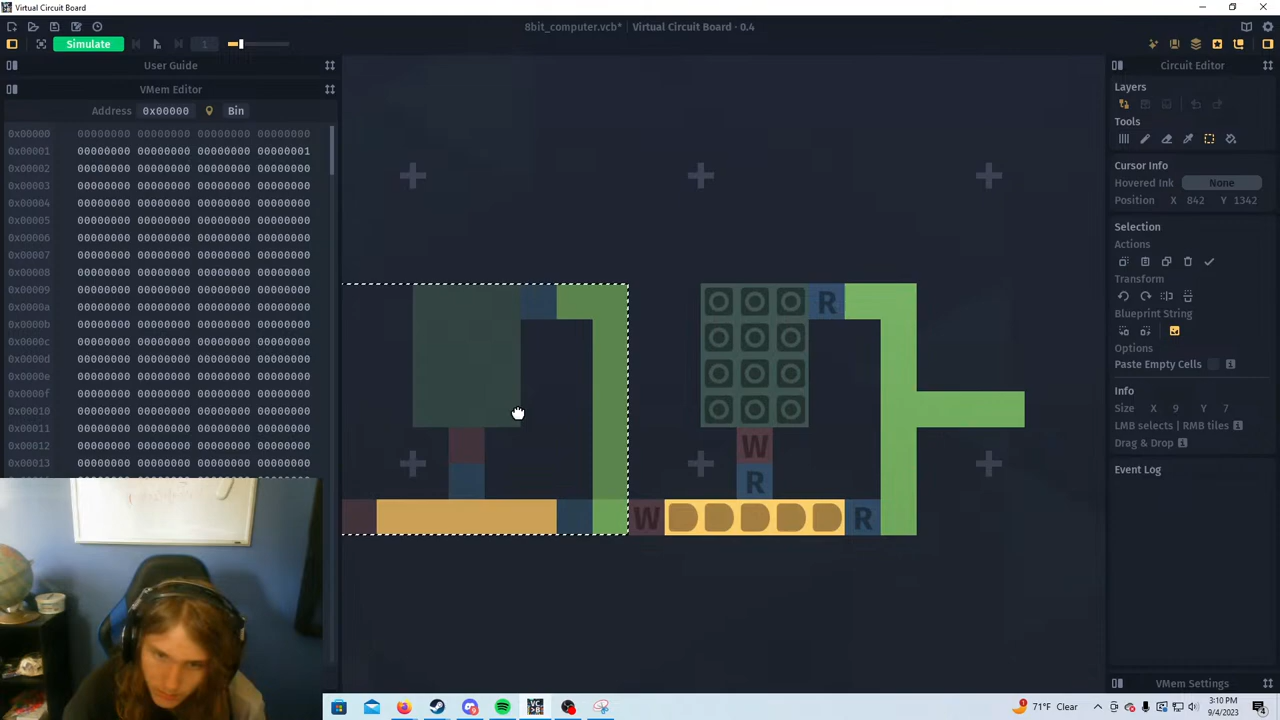 Virtual Circuit Board
8bit_computer.vcb* Virtual Circuit Board · 0.4
Simulate 1
User Guide
VMem Editor
Address 0x00000 Bin
0x00000 00000000 00000000 00000000 00000000
0x00001 00000000 00000000 00000000 00000001
0x00002 00000000 00000000 00000000 00000000
0x00003 00000000 00000000 00000000 00000000
0x00004 00000000 00000000 00000000 00000000
0x00005 00000000 00000000 00000000 00000000
0x00006 00000000 00000000 00000000 00000000
0x00007 00000000 00000000 00000000 00000000
0x00008 00000000 00000000 00000000 00000000
0x00009 00000000 00000000 00000000 00000000
0x0000a 00000000 00000000 00000000 00000000
0x0000b 00000000 00000000 00000000 00000000
0x0000c 00000000 00000000 00000000 00000000
0x0000d 00000000 00000000 00000000 00000000
0x0000e 00000000 00000000 00000000 00000000
0x0000f 00000000 00000000 00000000 00000000
0x00010 00000000 00000000 00000000 00000000
0x00011 00000000 00000000 00000000 00000000
0x00012 00000000 00000000 00000000 00000000
0x00013 00000000 00000000 00000000 00000000
R
W
R
W R
Circuit Editor
Layers
Tools
Cursor Info
Hovered Ink None
Position X 842 Y 1342
Selection
Actions
Transform
Blueprint String
Options
Paste Empty Cells
Info
Size X 9 Y 7
LMB selects | RMB tiles
Drag & Drop
Event Log
VMem Settings
71°F Clear
3:10 PM
9/4/2023